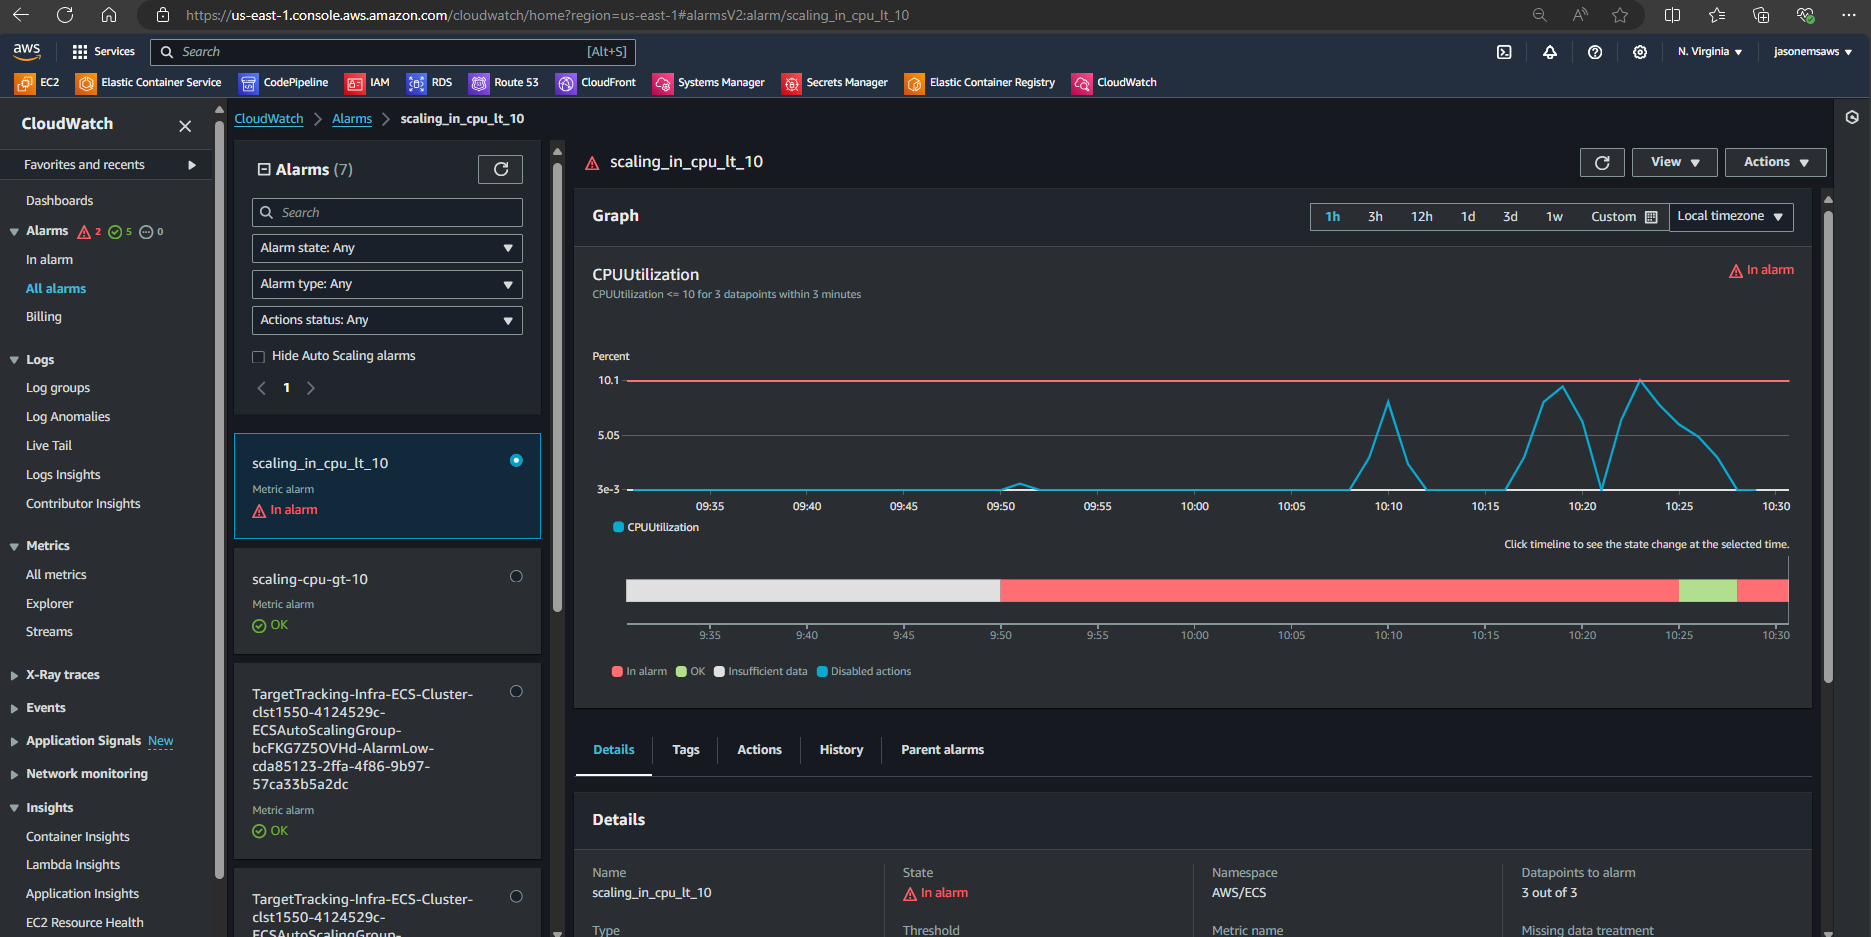 https://us-east-1.console.aws.amazon.com/cloudwatch/home?region=us-east-1#alarmsV2:alarm/scaling_in_cpu_lt_10
aws
Services
Search
[Alt+S]
N. Virginia
jasonemsaws
EC2
Elastic Container Service
CodePipeline
IAM
RDS
Route 53
CloudFront
Systems Manager
Secrets Manager
Elastic Container Registry
CloudWatch
CloudWatch
Favorites and recents
Dashboards
Alarms 2 5 0
In alarm
All alarms
Billing
Logs
Log groups
Log Anomalies
Live Tail
Logs Insights
Contributor Insights
Metrics
All metrics
Explorer
Streams
X-Ray traces
Events
Application Signals New
Network monitoring
Insights
Container Insights
Lambda Insights
Application Insights
EC2 Resource Health
CloudWatch
Alarms
scaling_in_cpu_lt_10
Alarms (7)
Search
Alarm state: Any
Alarm type: Any
Actions status: Any
Hide Auto Scaling alarms
1
scaling_in_cpu_lt_10
Metric alarm
In alarm
scaling-cpu-gt-10
Metric alarm
OK
TargetTracking-Infra-ECS-Cluster-
clst1550-4124529c-
ECSAutoScalingGroup-
bcFKG7Z5OVHd-AlarmLow-
cda85123-2ffa-4f86-9b97-
57ca33b5a2dc
Metric alarm
OK
TargetTracking-Infra-ECS-Cluster-
clst1550-4124529c-
ECSAutoScalingGroup-
scaling_in_cpu_lt_10
View
Actions
Graph
1h
3h
12h
1d
3d
1w
Custom
Local timezone
CPUUtilization
In alarm
CPUUtilization <= 10 for 3 datapoints within 3 minutes
Percent
10.1
5.05
3e-3
09:35
09:40
09:45
09:50
09:55
10:00
10:05
10:10
10:15
10:20
10:25
10:30
CPUUtilization
Click timeline to see the state change at the selected time.
9:35
9:40
9:45
9:50
9:55
10:00
10:05
10:10
10:15
10:20
10:25
10:30
In alarm
OK
Insufficient data
Disabled actions
Details
Tags
Actions
History
Parent alarms
Details
Name
scaling_in_cpu_lt_10
State
In alarm
Namespace
AWS/ECS
Datapoints to alarm
3 out of 3
Type
Threshold
Metric name
Missing data treatment